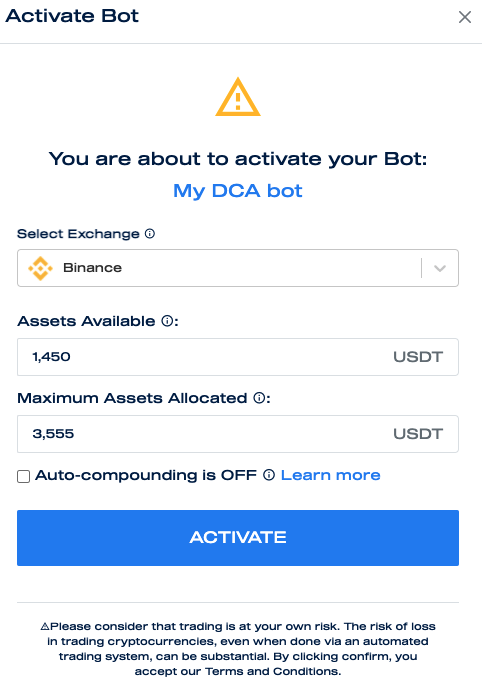 Activate Bot
You are about to activate your Bot:
My DCA bot
Select Exchange
Binance
Assets Available :
1,450 USDT
Maximum Assets Allocated :
3,555 USDT
Auto-compounding is OFF Learn more
ACTIVATE
⚠Please consider that trading is at your own risk. The risk of loss
in trading cryptocurrencies, even when done via an automated
trading system, can be substantial. By clicking confirm, you
accept our Terms and Conditions.